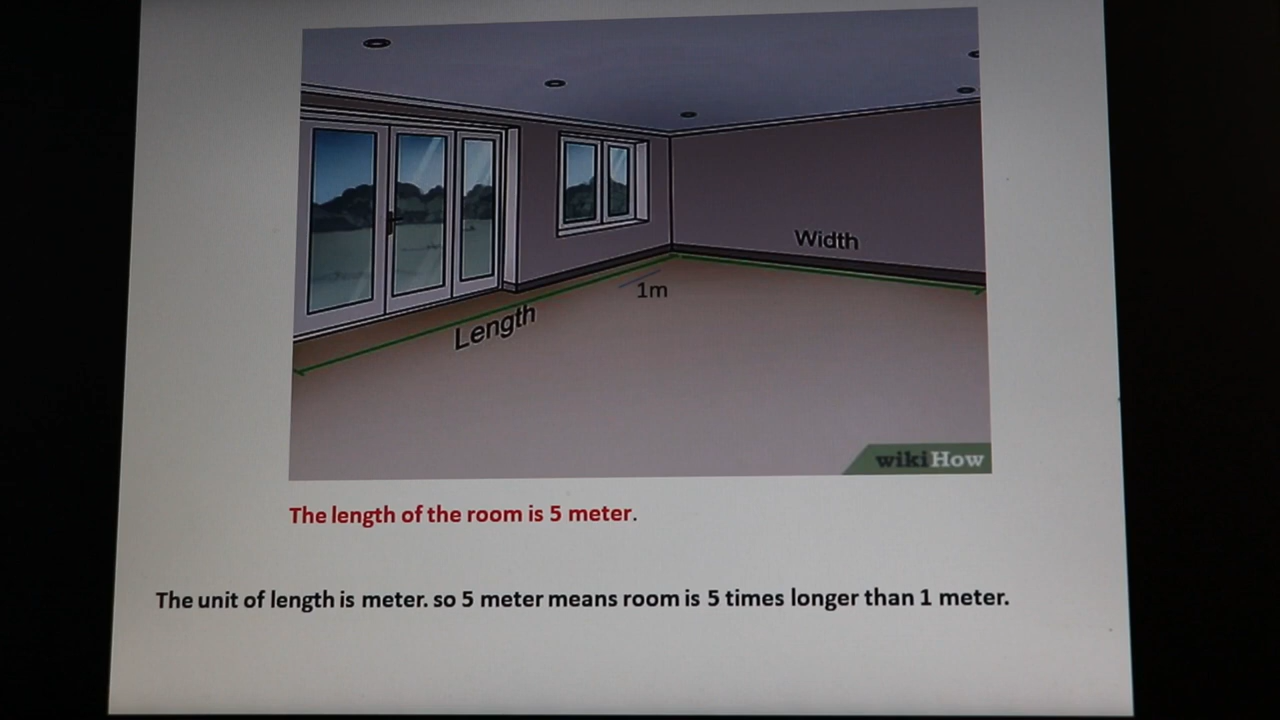 Width
1m
Length
wikiHow
The length of the room is 5 meter.
The unit of length is meter. so 5 meter means room is 5 times longer than 1 meter.